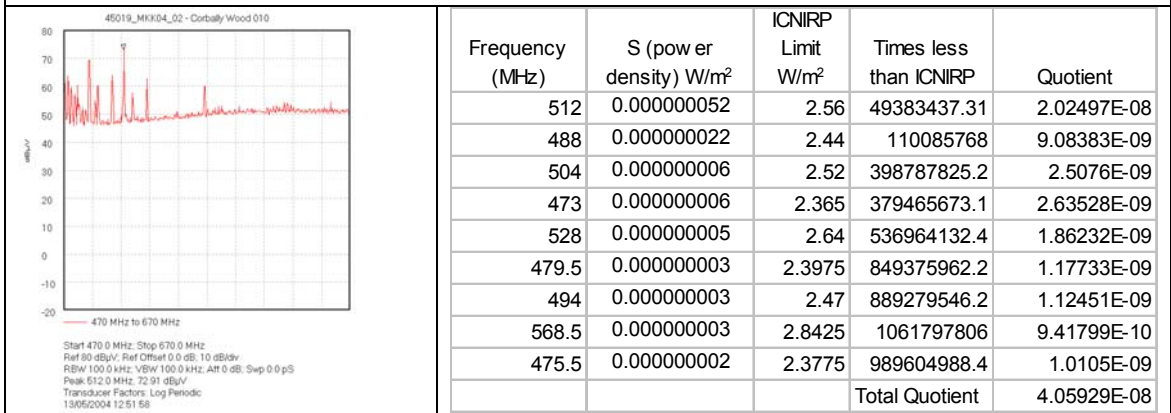 45019_MKK04_02 - Corbally Wood 010
80
70
60
50
40
30
20
10
0
-10
-20
dBµV
470 MHz to 670 MHz
Start 470.0 MHz; Stop 670.0 MHz
Ref 80 dBµV; Ref Offset 0.0 dB; 10 dB/div
RBW 100.0 kHz; VBW 100.0 kHz; Att 0 dB; Swp 0.0 pS
Peak 512.0 MHz, 72.91 dBµV
Transducer Factors: Log Periodic
13/05/2004 12:51:58
Frequency (MHz) S (power density) W/m² ICNIRP Limit W/m² Times less than ICNIRP Quotient
512 0.000000052 2.56 49383437.31 2.02497E-08
488 0.000000022 2.44 110085768 9.08383E-09
504 0.000000006 2.52 398787825.2 2.5076E-09
473 0.000000006 2.365 379465673.1 2.63528E-09
528 0.000000005 2.64 536964132.4 1.86232E-09
479.5 0.000000003 2.3975 849375962.2 1.17733E-09
494 0.000000003 2.47 889279546.2 1.12451E-09
568.5 0.000000003 2.8425 1061797806 9.41799E-10
475.5 0.000000002 2.3775 989604988.4 1.0105E-09
Total Quotient 4.05929E-08